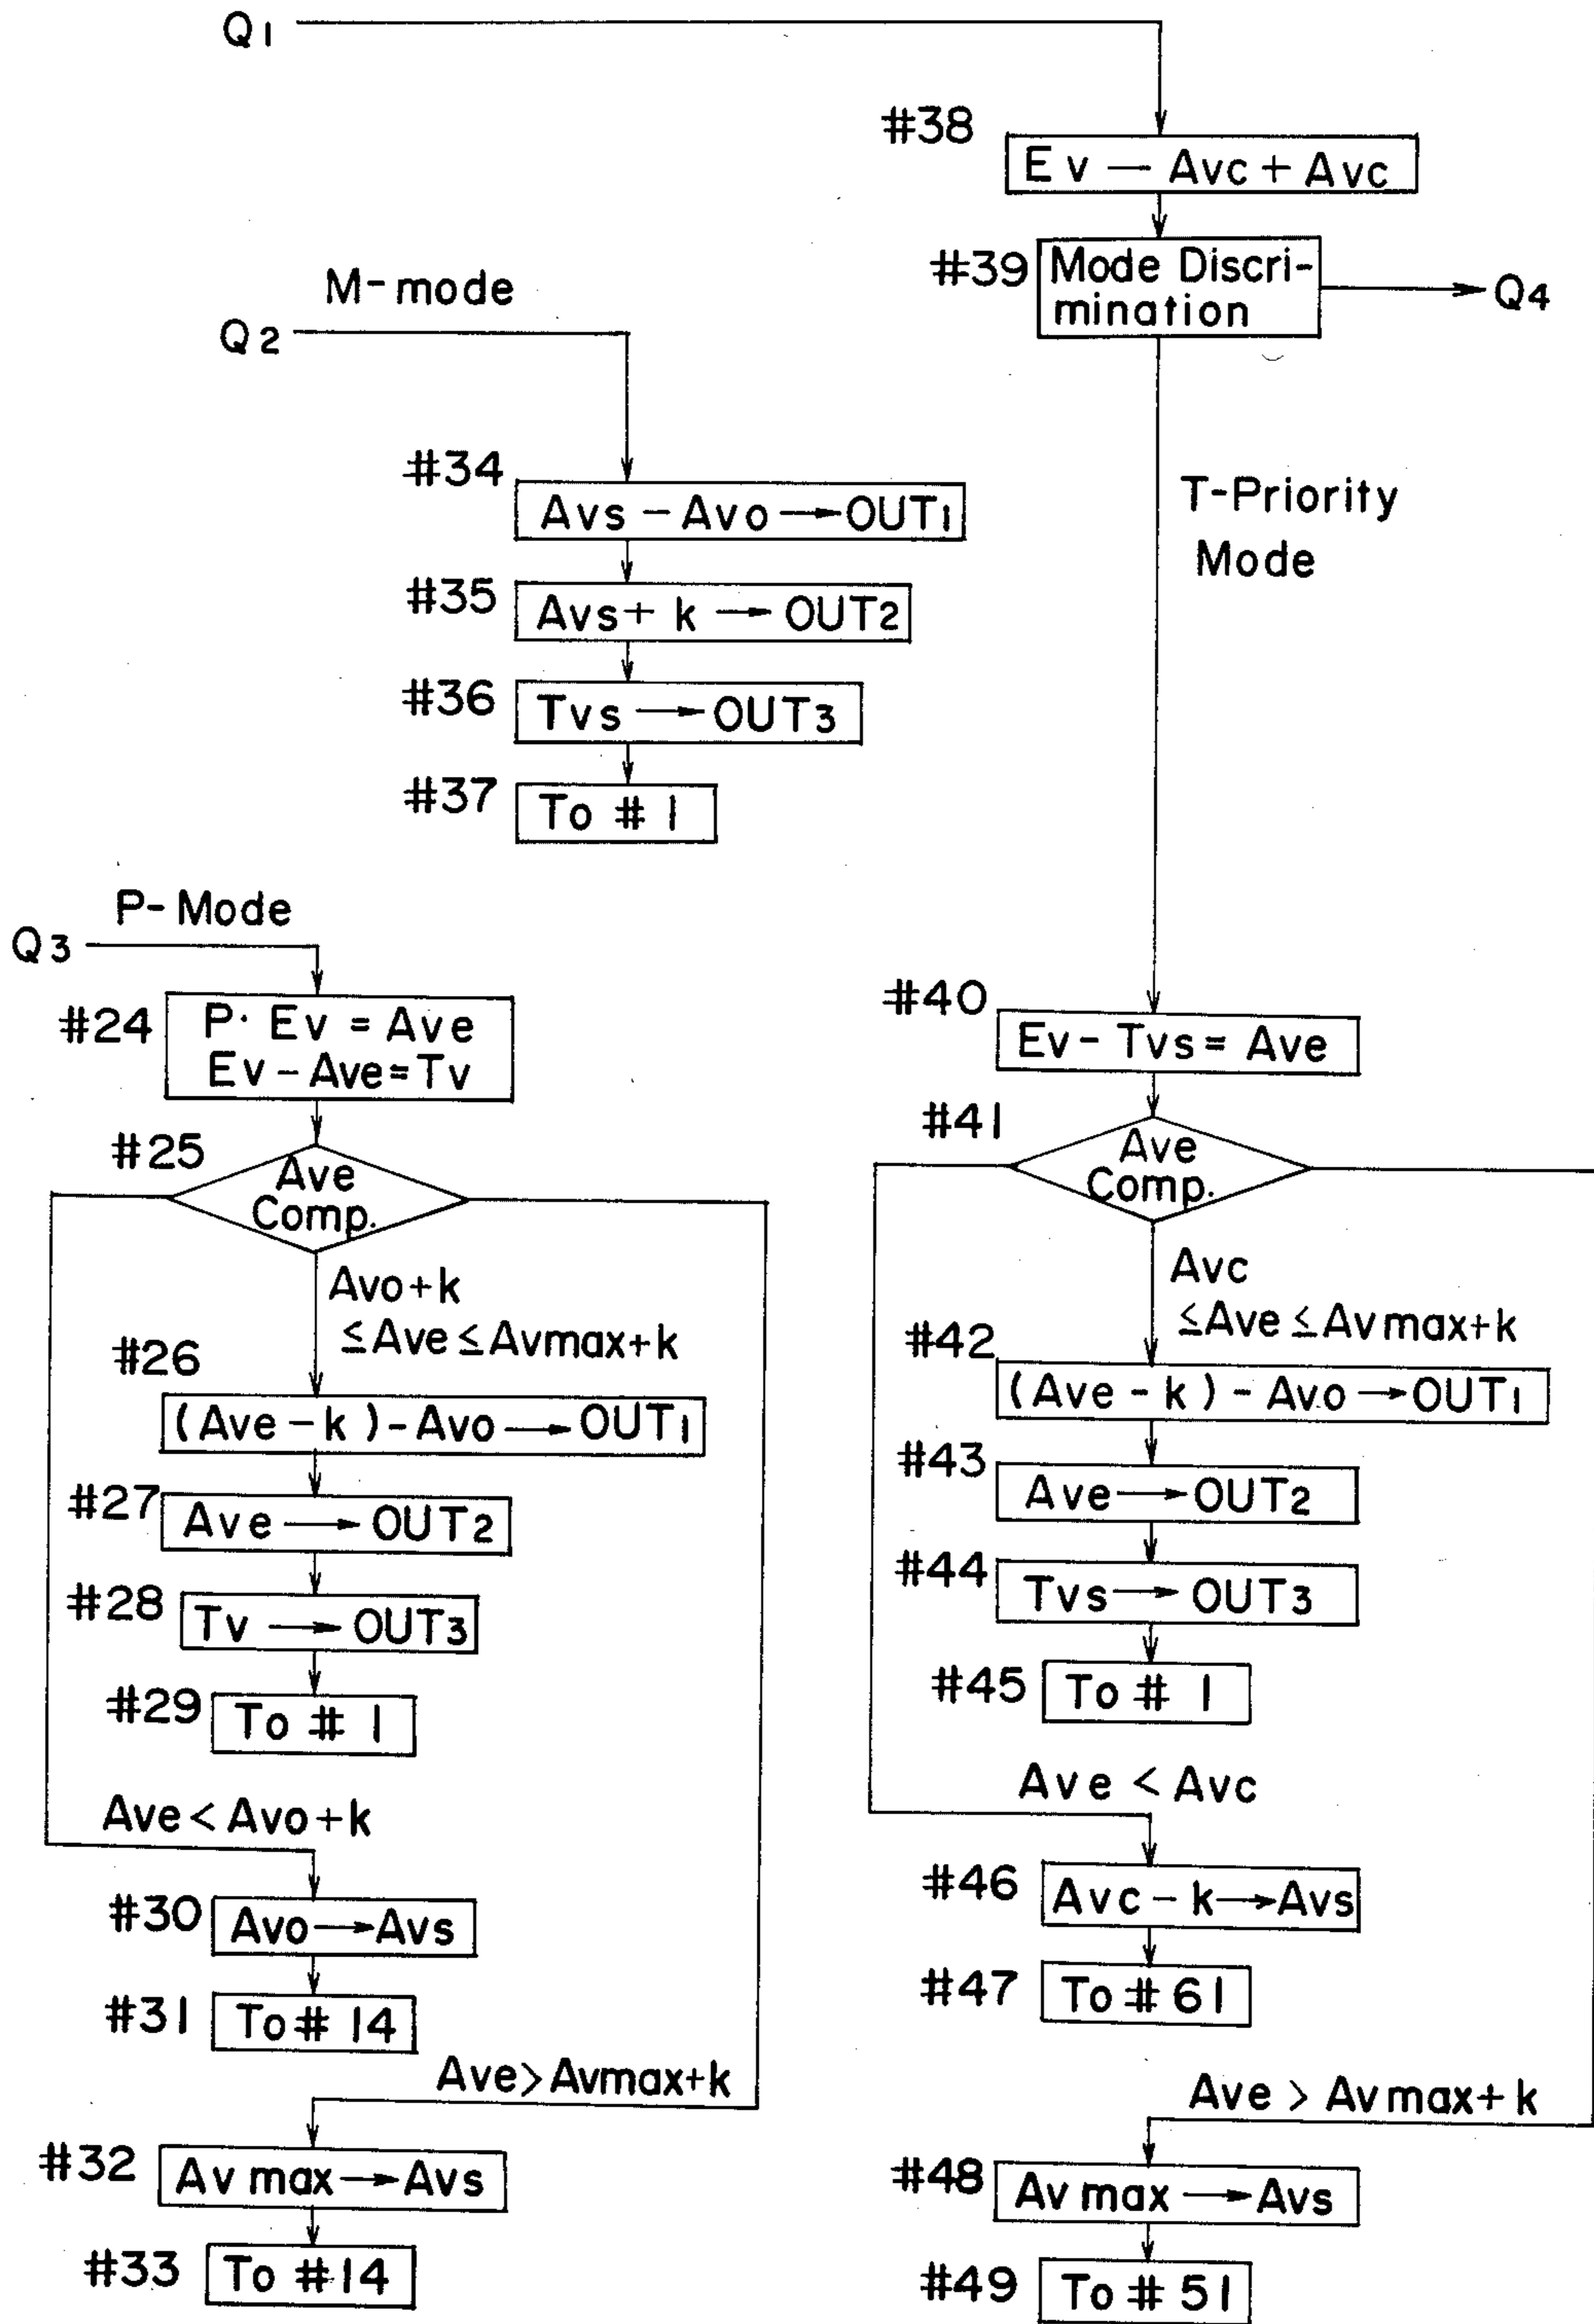 Q1
#38
Ev — Avc + Avc
#39
Mode Discri-
mination
Q4
M-mode
Q2
#34
Avs - Avo → OUT1
#35
Avs + k → OUT2
#36
Tvs → OUT3
#37
To # 1
T-Priority
Mode
P-Mode
Q3
#24
P· Ev = Ave
Ev - Ave = Tv
#25
Ave
Comp.
Avo+k
≤Ave≤Avmax+k
#26
(Ave - k) - Avo → OUT1
#27
Ave → OUT2
#28
Tv → OUT3
#29
To # 1
Ave < Avo + k
#30
Avo → Avs
#31
To # 14
Ave>Avmax+k
#32
Av max → Avs
#33
To #14
#40
Ev - Tvs = Ave
#41
Ave
Comp.
Avc
≤Ave ≤Avmax+k
#42
(Ave - k) - Avo → OUT1
#43
Ave → OUT2
#44
Tvs → OUT3
#45
To # 1
Ave < Avc
#46
Avc - k → Avs
#47
To # 61
Ave > Avmax+ k
#48
Av max → Avs
#49
To # 51